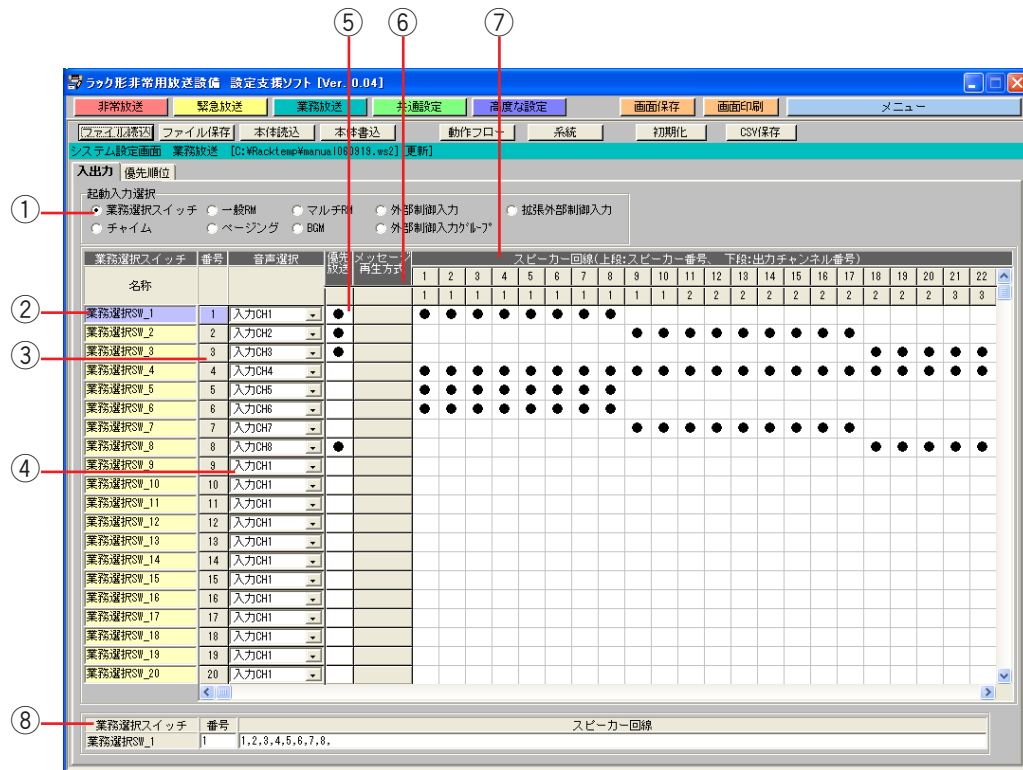 ⑤ ⑥ ⑦
ラック形非常用放送設備 設定支援ソフト [Ver. 0.04]
非常放送 緊急放送 業務放送 共通設定 高度な設定 画面保存 画面印刷 メニュー
ファイル読込 ファイル保存 本体読込 本体書込 動作フロー 系統 初期化 CSV保存
システム設定画面 業務放送 [C:¥Racktemp¥manual060919.ws2] 更新]
入出力 優先順位
起動入力選択
① 業務選択スイッチ 一般RM マルチRM 外部制御入力 拡張外部制御入力
チャイム ページング BGM 外部制御入力グループ
業務選択スイッチ 番号 音声選択 優先放送 メッセージ再生方式 スピーカー回線(上段:スピーカー番号、 下段:出力チャンネル番号)
名称 1 2 3 4 5 6 7 8 9 10 11 12 13 14 15 16 17 18 19 20 21 22
1 1 1 1 1 1 1 1 1 1 2 2 2 2 2 2 2 2 2 2 3 3
② 業務選択SW_1 1 入力CH1 ● ● ● ● ● ● ● ● ●
業務選択SW_2 2 入力CH2 ● ● ● ● ● ● ● ● ● ●
③ 業務選択SW_3 3 入力CH3 ● ● ● ● ● ●
業務選択SW_4 4 入力CH4 ● ● ● ● ● ● ● ● ● ● ● ● ● ● ● ● ● ● ● ● ● ●
業務選択SW_5 5 入力CH5 ● ● ● ● ● ● ● ●
業務選択SW_6 6 入力CH6 ● ● ● ● ● ● ● ●
業務選択SW_7 7 入力CH7 ● ● ● ● ● ● ● ● ●
業務選択SW_8 8 入力CH8 ● ● ● ● ● ●
④ 業務選択SW_9 9 入力CH1
業務選択SW_10 10 入力CH1
業務選択SW_11 11 入力CH1
業務選択SW_12 12 入力CH1
業務選択SW_13 13 入力CH1
業務選択SW_14 14 入力CH1
業務選択SW_15 15 入力CH1
業務選択SW_16 16 入力CH1
業務選択SW_17 17 入力CH1
業務選択SW_18 18 入力CH1
業務選択SW_19 19 入力CH1
業務選択SW_20 20 入力CH1
⑧ 業務選択スイッチ 番号 スピーカー回線
業務選択SW_1 1 1,2,3,4,5,6,7,8,